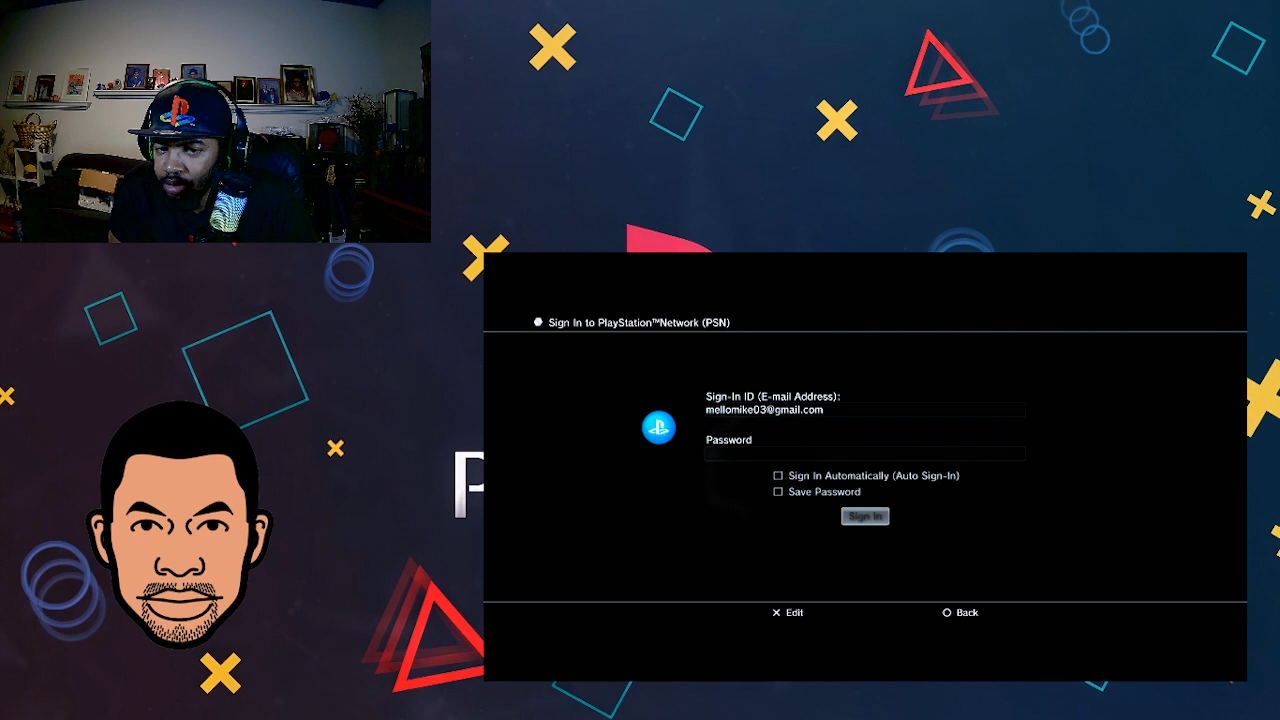 Sign In to PlayStation™Network (PSN)
Sign-In ID (E-mail Address):
mellomike03@gmail.com
Password
Sign In Automatically (Auto Sign-In)
Save Password
Sign In
P
Edit
Back